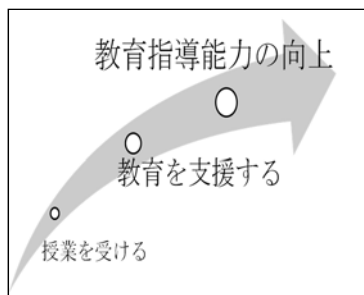 教育指導能力の向上
教育を支援する
授業を受ける